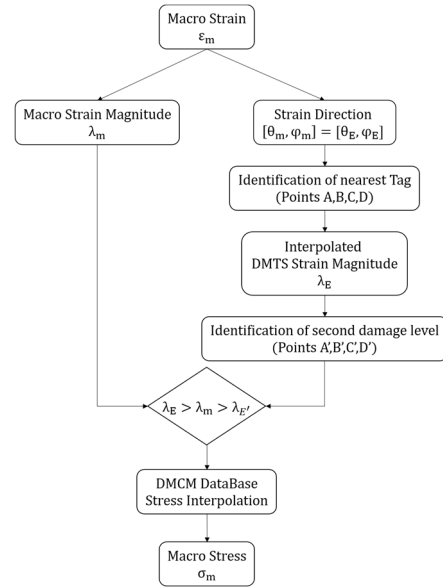 Macro Strain
εm
Macro Strain Magnitude
λm
Strain Direction
[θm, φm] = [θE, φE]
Identification of nearest Tag
(Points A,B,C,D)
Interpolated
DMTS Strain Magnitude
λE
Identification of second damage level
(Points A',B',C',D')
λE > λm > λE'
DMCM DataBase
Stress Interpolation
Macro Stress
σm